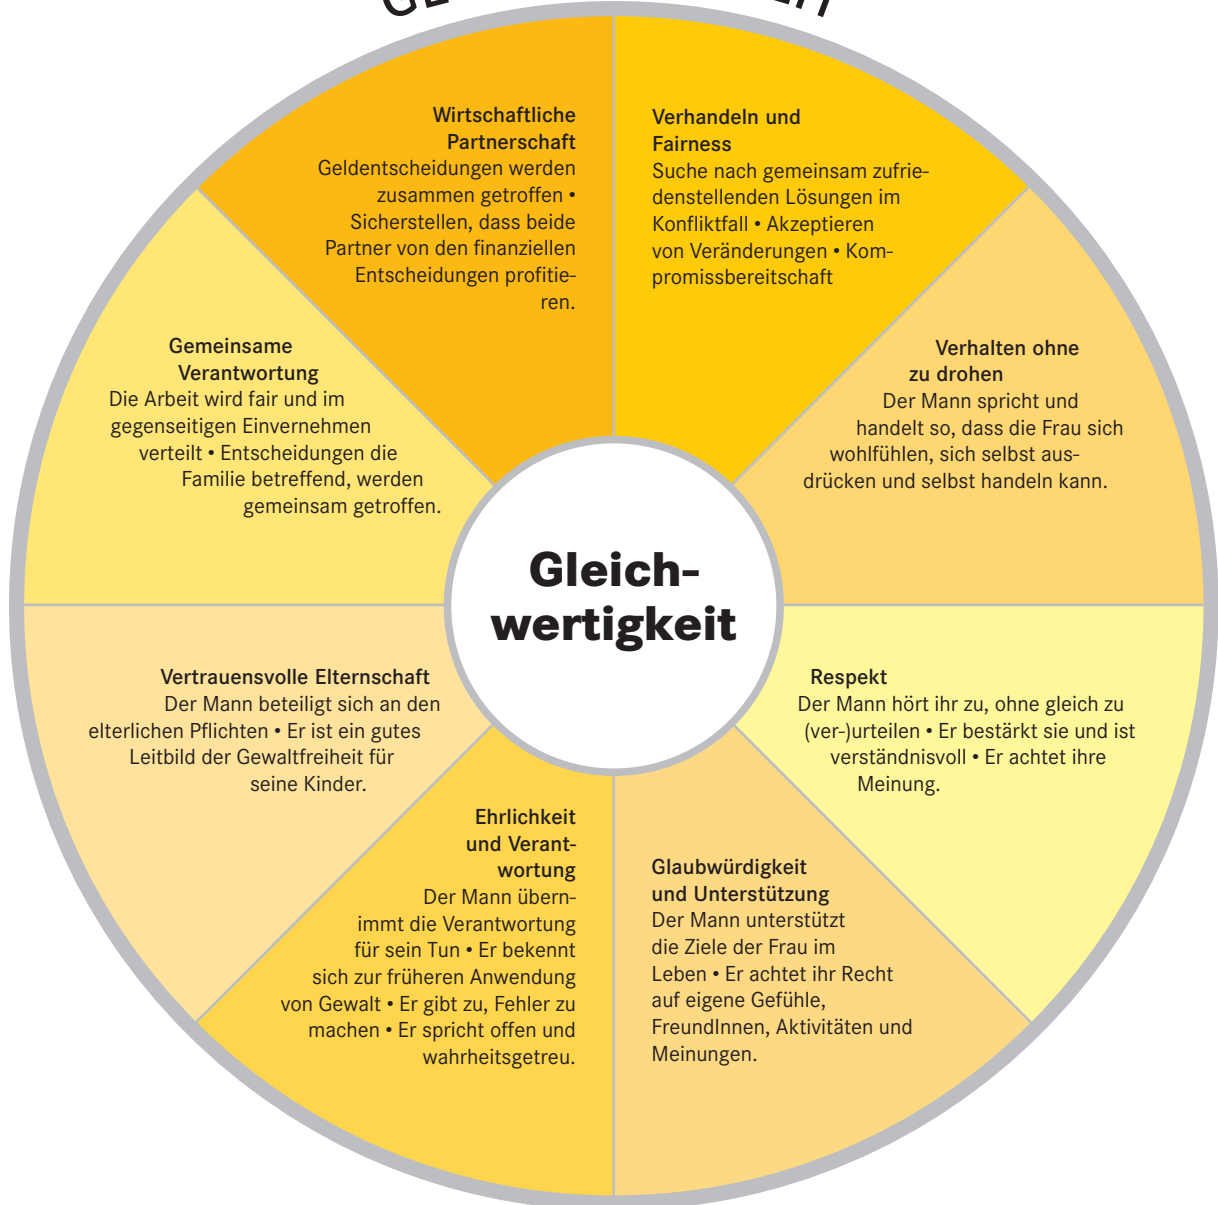 Wirtschaftliche
Partnerschaft
Geldentscheidungen werden
zusammen getroffen •
Sicherstellen, dass beide
Partner von den finanziellen
Entscheidungen profitie-
ren.
Verhandeln und
Fairness
Suche nach gemeinsam zufrie-
denstellenden Lösungen im
Konfliktfall • Akzeptieren
von Veränderungen • Kom-
promissbereitschaft
Gemeinsame
Verantwortung
Die Arbeit wird fair und im
gegenseitigen Einvernehmen
verteilt • Entscheidungen die
Familie betreffend, werden
gemeinsam getroffen.
Verhalten ohne
zu drohen
Der Mann spricht und
handelt so, dass die Frau sich
wohlfühlen, sich selbst aus-
drücken und selbst handeln kann.
Gleich-
wertigkeit
Vertrauensvolle Elternschaft
Der Mann beteiligt sich an den
elterlichen Pflichten • Er ist ein gutes
Leitbild der Gewaltfreiheit für
seine Kinder.
Respekt
Der Mann hört ihr zu, ohne gleich zu
(ver-)urteilen • Er bestärkt sie und ist
verständnisvoll • Er achtet ihre
Meinung.
Ehrlichkeit
und Verant-
wortung
Der Mann übern-
immt die Verantwortung
für sein Tun • Er bekennt
sich zur früheren Anwendung
von Gewalt • Er gibt zu, Fehler zu
machen • Er spricht offen und
wahrheitsgetreu.
Glaubwürdigkeit
und Unterstützung
Der Mann unterstützt
die Ziele der Frau im
Leben • Er achtet ihr Recht
auf eigene Gefühle,
FreundInnen, Aktivitäten und
Meinungen.